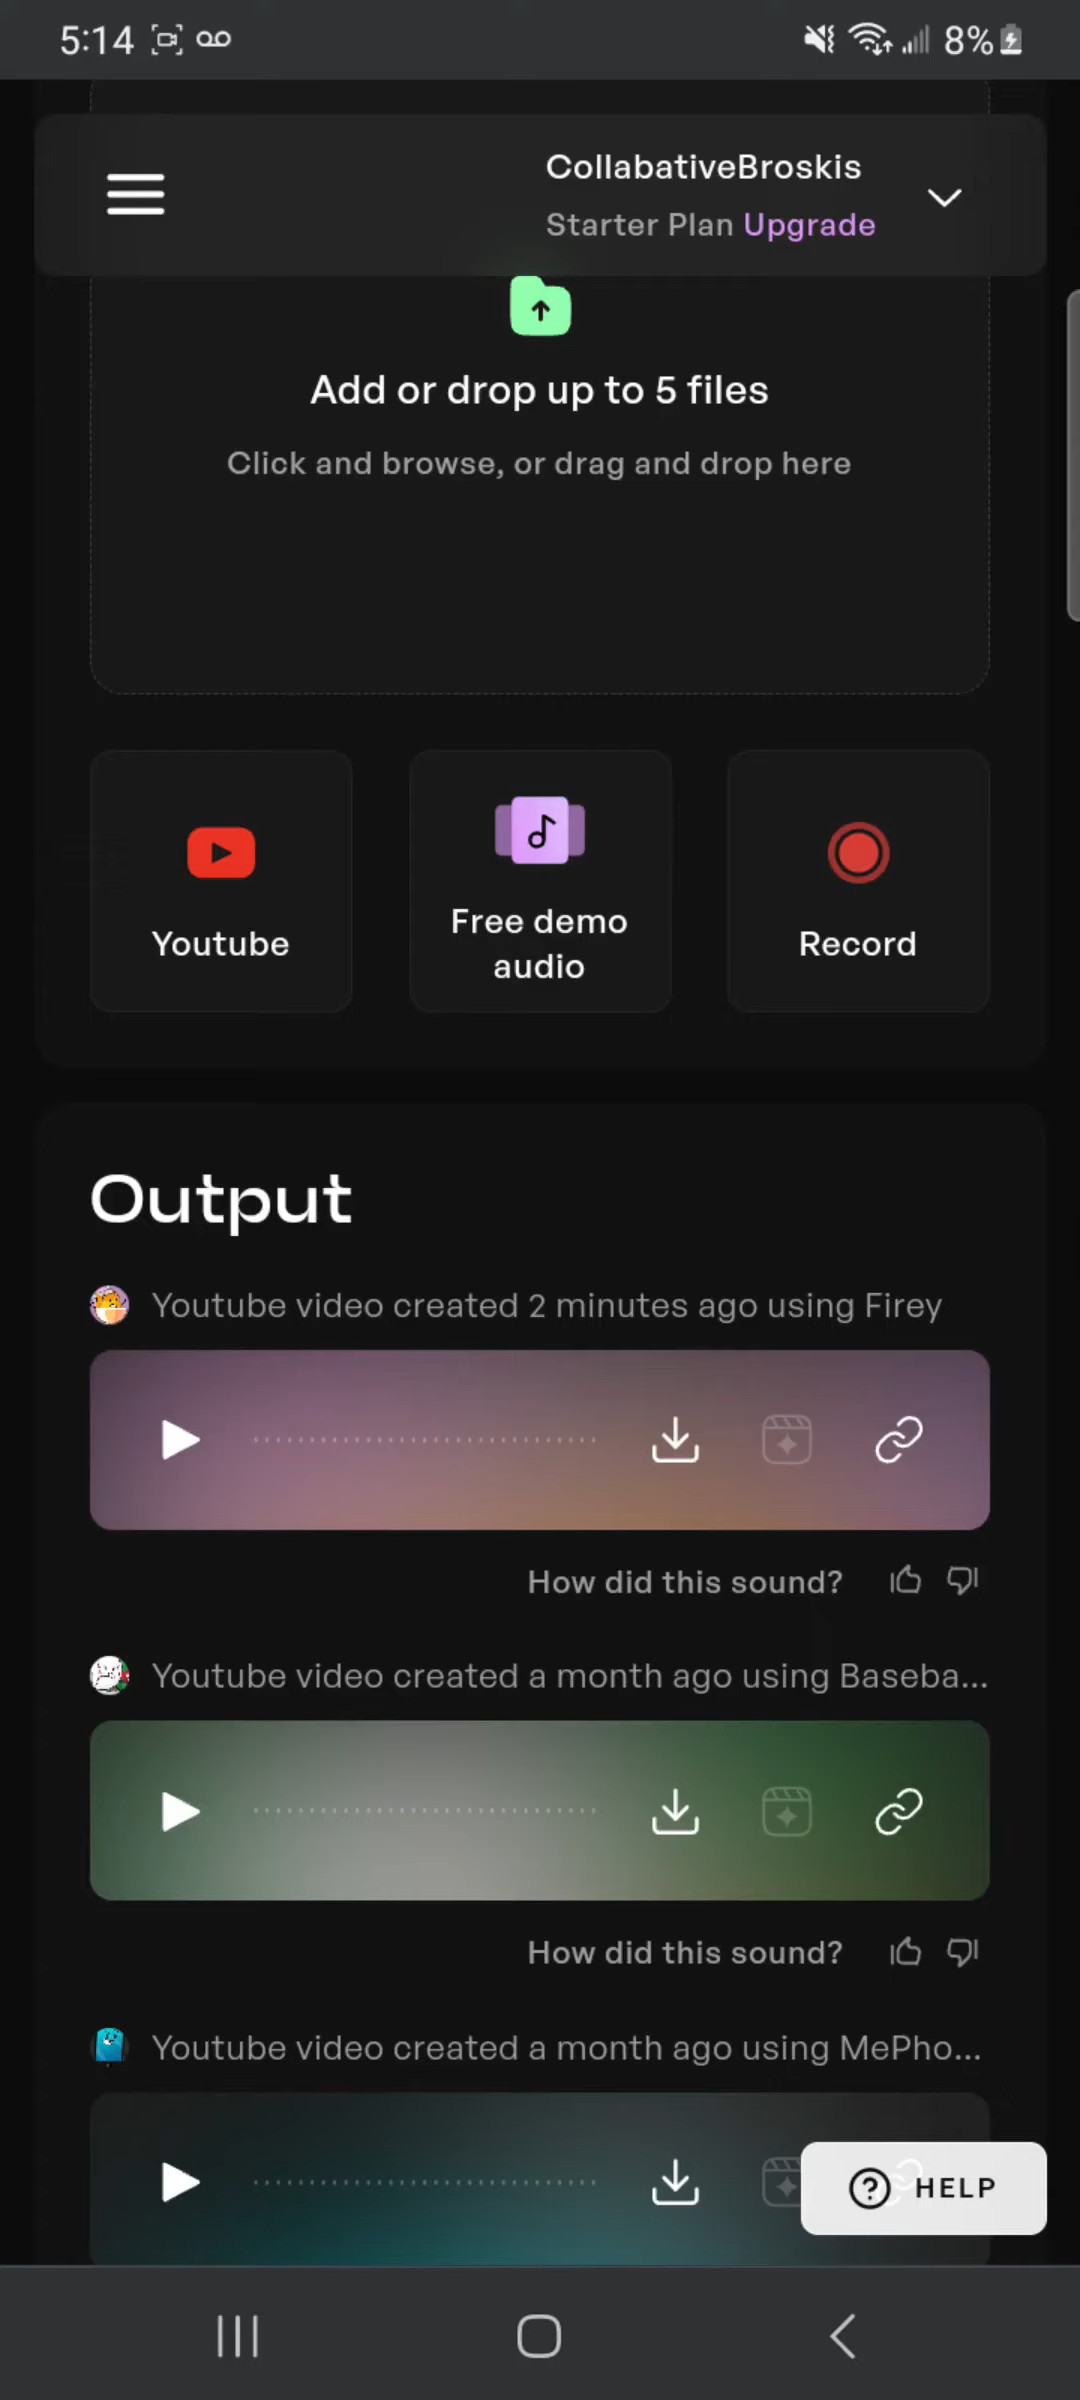 5:14
8%
CollabativeBroskis
Starter Plan Upgrade
Add or drop up to 5 files
Click and browse, or drag and drop here
Youtube
Free demo
audio
Record
Output
Youtube video created 2 minutes ago using Firey
How did this sound?
Youtube video created a month ago using Baseba...
How did this sound?
Youtube video created a month ago using MePho...
HELP